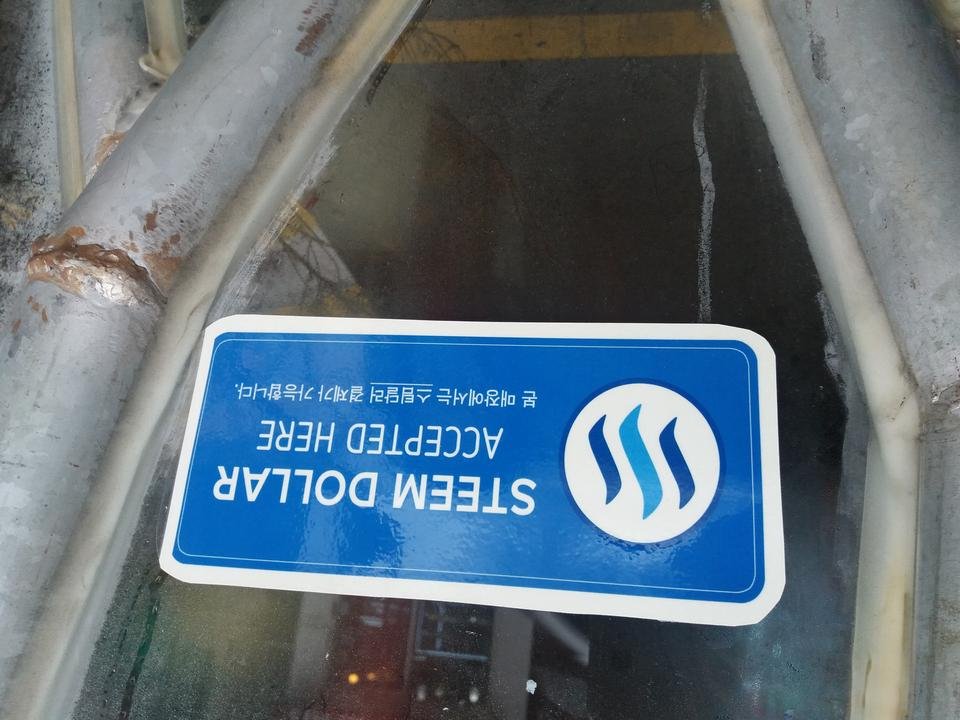 STEEM DOLLAR
ACCEPTED HERE
본 매장에서는 스팀달러 결제가 가능합니다.